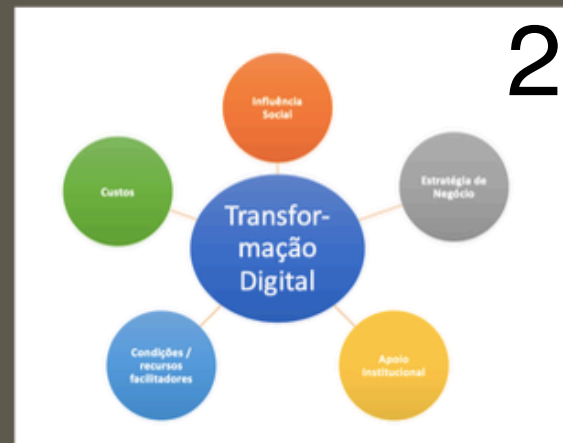 2
Influência
Social
Custos
Estratégia de
Negócio
Transfor-
mação
Digital
Condições /
recursos
facilitadores
Apoio
Institucional